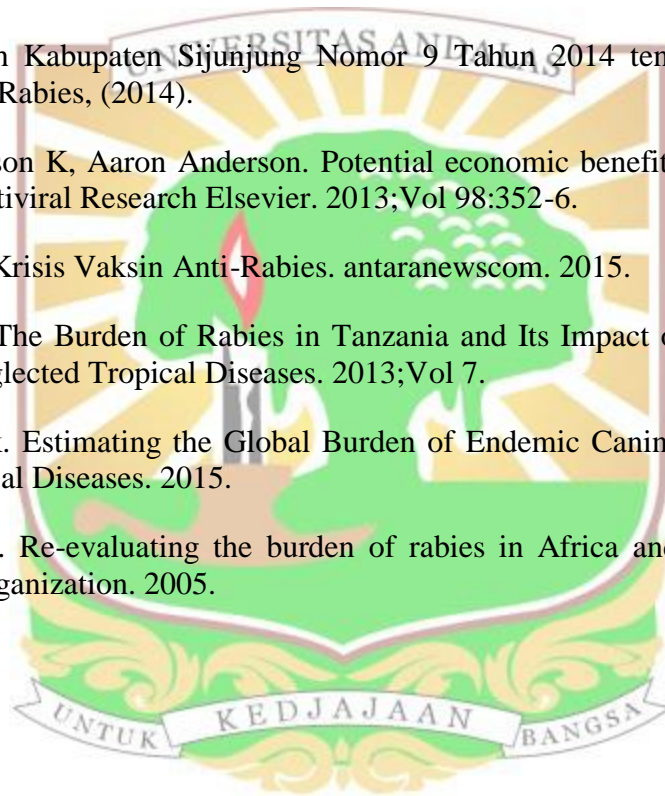 UNIVERSITAS ANDALAS
n Kabupaten Sijunjung Nomor 9 Tahun 2014 ten
Rabies, (2014).
son K, Aaron Anderson. Potential economic benefit
tiviral Research Elsevier. 2013;Vol 98:352-6.
Krisis Vaksin Anti-Rabies. antaranewscom. 2015.
The Burden of Rabies in Tanzania and Its Impact o
glected Tropical Diseases. 2013;Vol 7.
. Estimating the Global Burden of Endemic Canin
al Diseases. 2015.
. Re-evaluating the burden of rabies in Africa and
ganization. 2005.
UNTUK KEDJAJAAN BANGSA